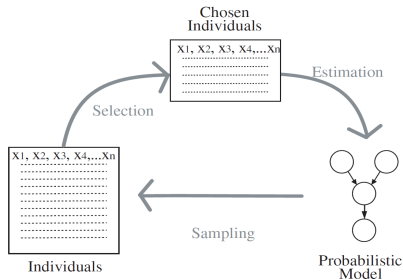 Chosen
Individuals
X1, X2, X3, X4,...Xn
Estimation
Selection
X1, X2, X3, X4,...Xn
Sampling
Individuals
Probabilistic
Model